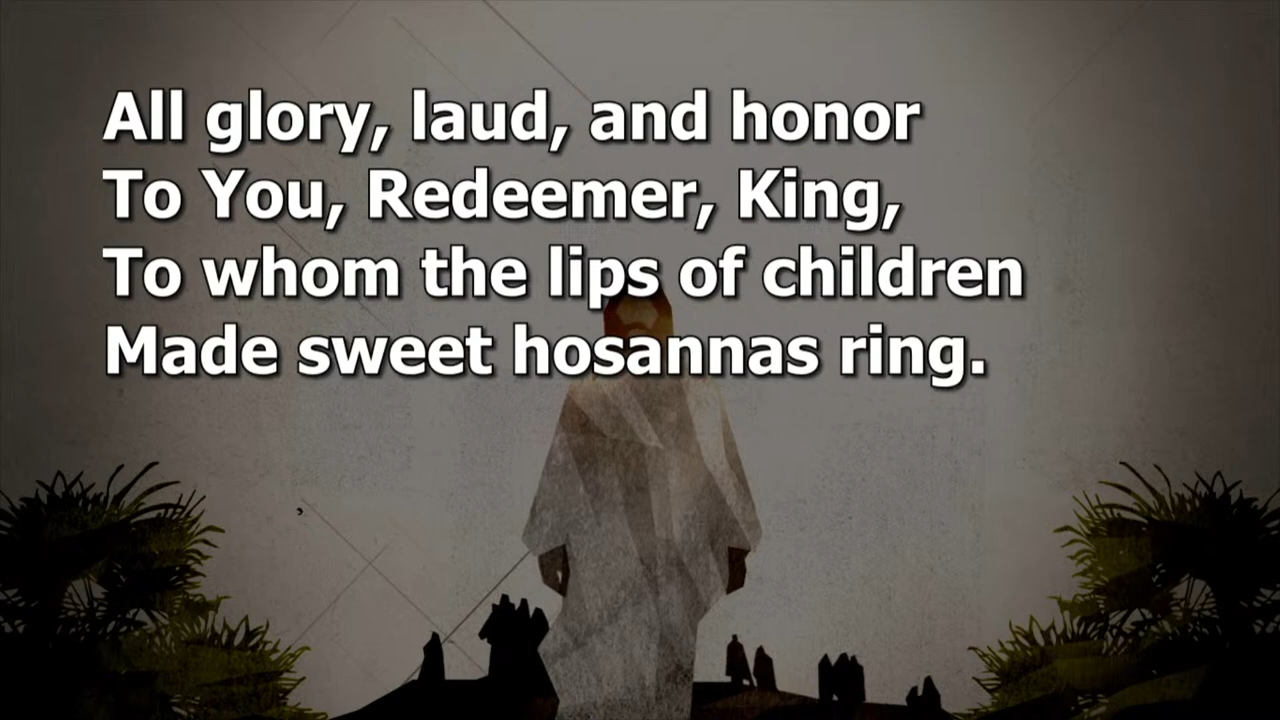 All glory, laud, and honor
To You, Redeemer, King,
To whom the lips of children
Made sweet hosannas ring.